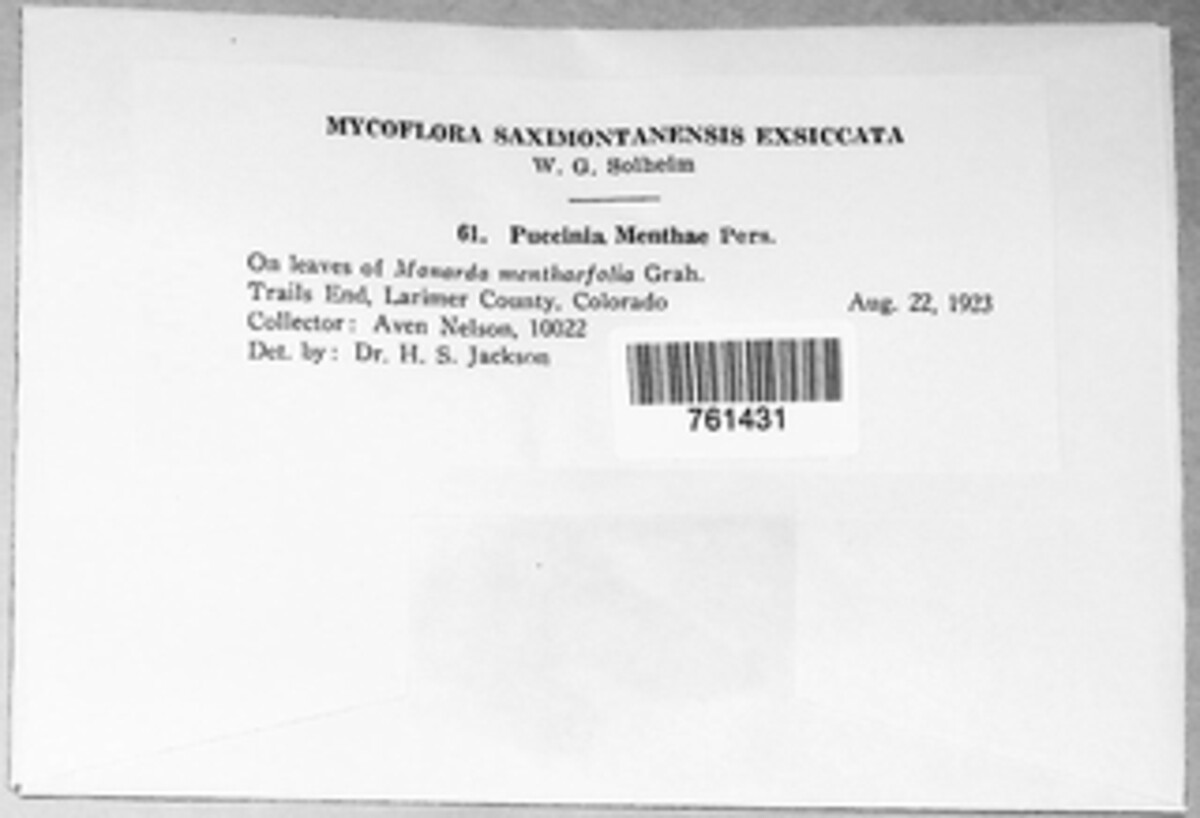 MYCOFLORA SAXIMONTANENSIS EXSICCATA
W. G. Solheim
61. Puccinia Menthae Pers.
On leaves of Monarda menthaefolia Grah.
Trails End, Larimer County, Colorado Aug. 22, 1923
Collector: Aven Nelson, 10022
Det. by: Dr. H. S. Jackson
761431